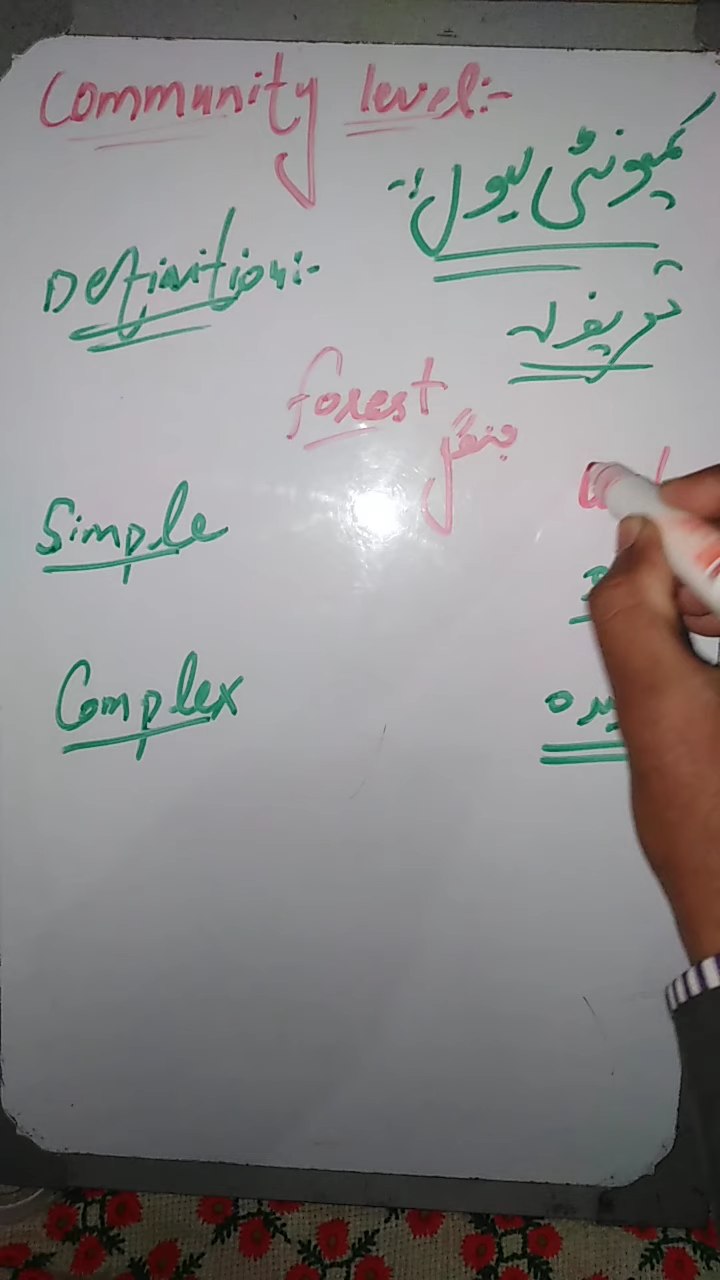 Community level:-
کمیونٹی لیول:-
Definition:-
تعریف:-
forest
جنگل
Simple
Complex